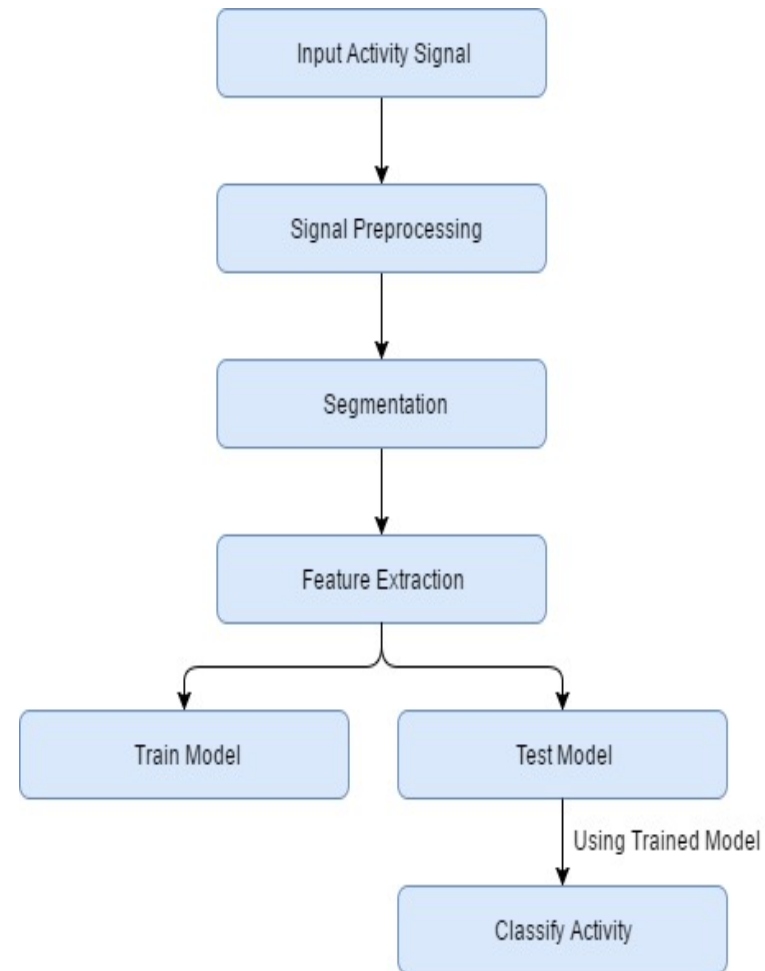 Input Activity Signal
Signal Preprocessing
Segmentation
Feature Extraction
Train Model
Test Model
Using Trained Model
Classify Activity